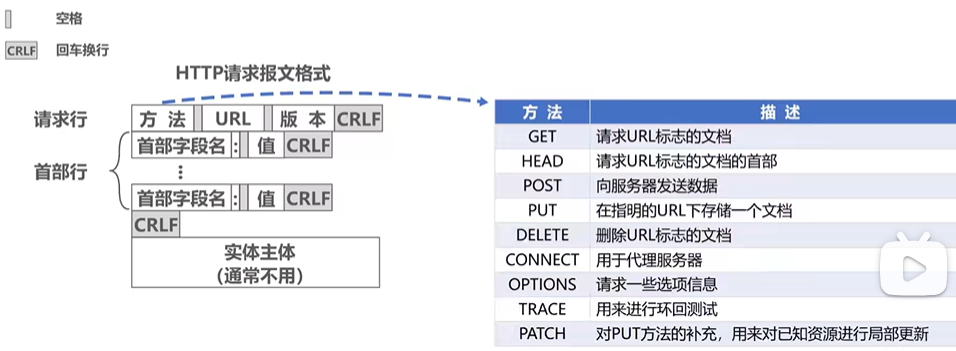 空格
CRLF 回车换行
HTTP请求报文格式
请求行 方法 URL 版本 CRLF
首部字段名 : 值 CRLF
首部行 ⋮
首部字段名 : 值 CRLF
CRLF
实体主体
(通常不用)
方法 描述
GET 请求URL标志的文档
HEAD 请求URL标志的文档的首部
POST 向服务器发送数据
PUT 在指明的URL下存储一个文档
DELETE 删除URL标志的文档
CONNECT 用于代理服务器
OPTIONS 请求一些选项信息
TRACE 用来进行环回测试
PATCH 对PUT方法的补充，用来对已知资源进行局部更新